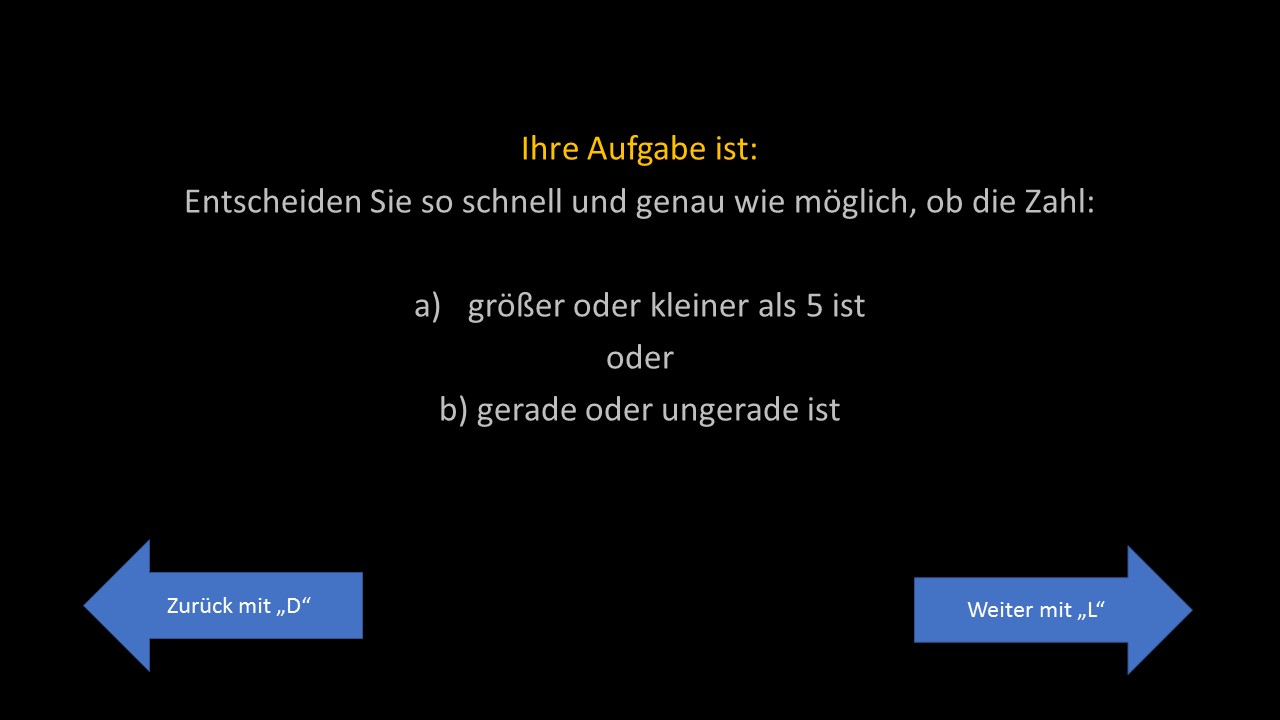 Ihre Aufgabe ist:
Entscheiden Sie so schnell und genau wie möglich, ob die Zahl:
a) größer oder kleiner als 5 ist
oder
b) gerade oder ungerade ist
Zurück mit „D“
Weiter mit „L“